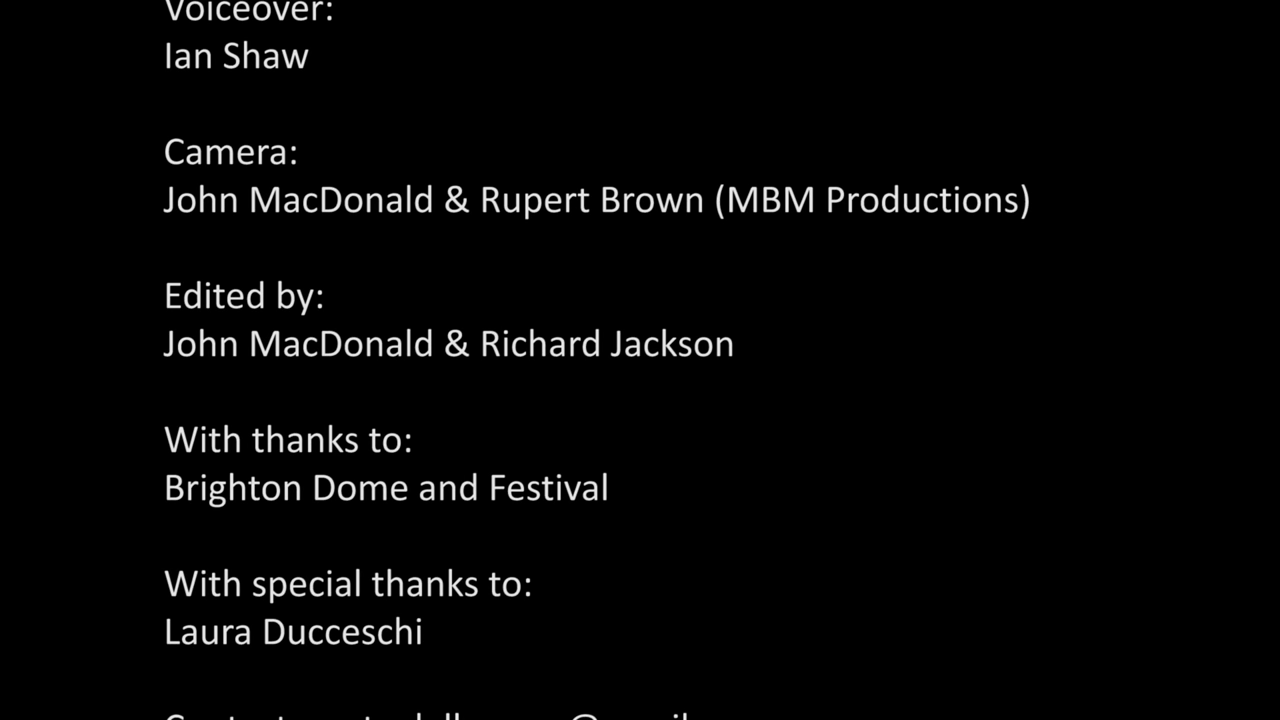 Voiceover:
Ian Shaw
Camera:
John MacDonald & Rupert Brown (MBM Productions)
Edited by:
John MacDonald & Richard Jackson
With thanks to:
Brighton Dome and Festival
With special thanks to:
Laura Ducceschi